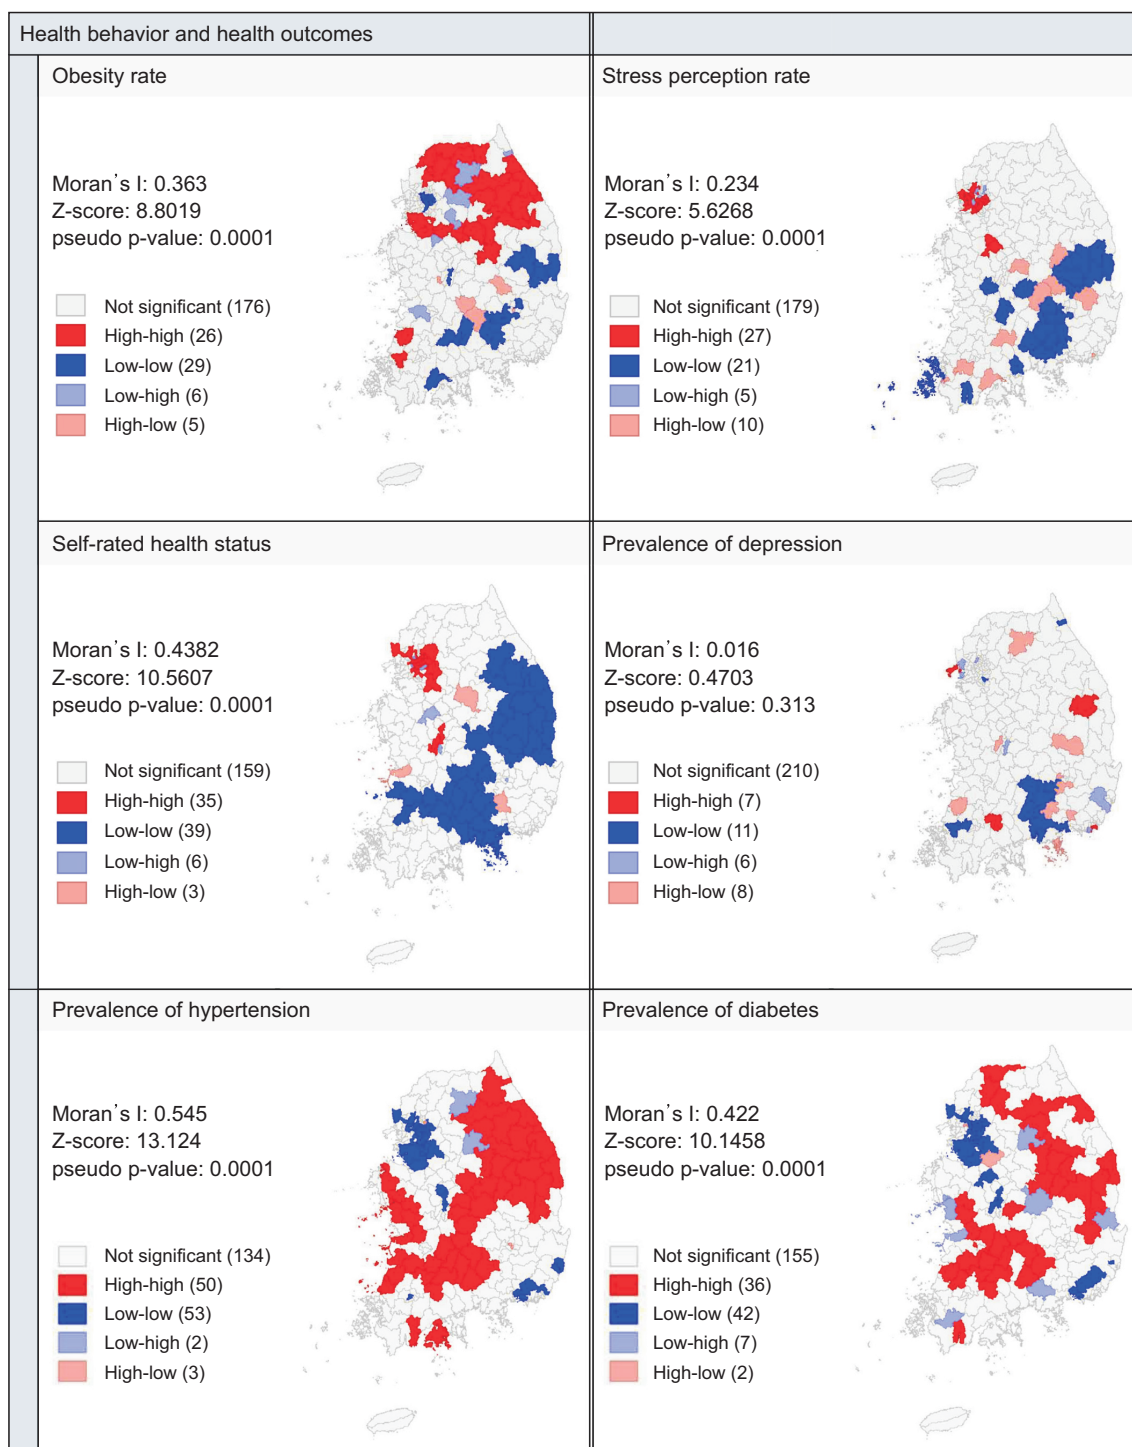 Health behavior and health outcomes
Obesity rate
Moran's I: 0.363
Z-score: 8.8019
pseudo p-value: 0.0001
Not significant (176)
High-high (26)
Low-low (29)
Low-high (6)
High-low (5)
Stress perception rate
Moran's I: 0.234
Z-score: 5.6268
pseudo p-value: 0.0001
Not significant (179)
High-high (27)
Low-low (21)
Low-high (5)
High-low (10)
Self-rated health status
Moran's I: 0.4382
Z-score: 10.5607
pseudo p-value: 0.0001
Not significant (159)
High-high (35)
Low-low (39)
Low-high (6)
High-low (3)
Prevalence of depression
Moran's I: 0.016
Z-score: 0.4703
pseudo p-value: 0.313
Not significant (210)
High-high (7)
Low-low (11)
Low-high (6)
High-low (8)
Prevalence of hypertension
Moran's I: 0.545
Z-score: 13.124
pseudo p-value: 0.0001
Not significant (134)
High-high (50)
Low-low (53)
Low-high (2)
High-low (3)
Prevalence of diabetes
Moran's I: 0.422
Z-score: 10.1458
pseudo p-value: 0.0001
Not significant (155)
High-high (36)
Low-low (42)
Low-high (7)
High-low (2)